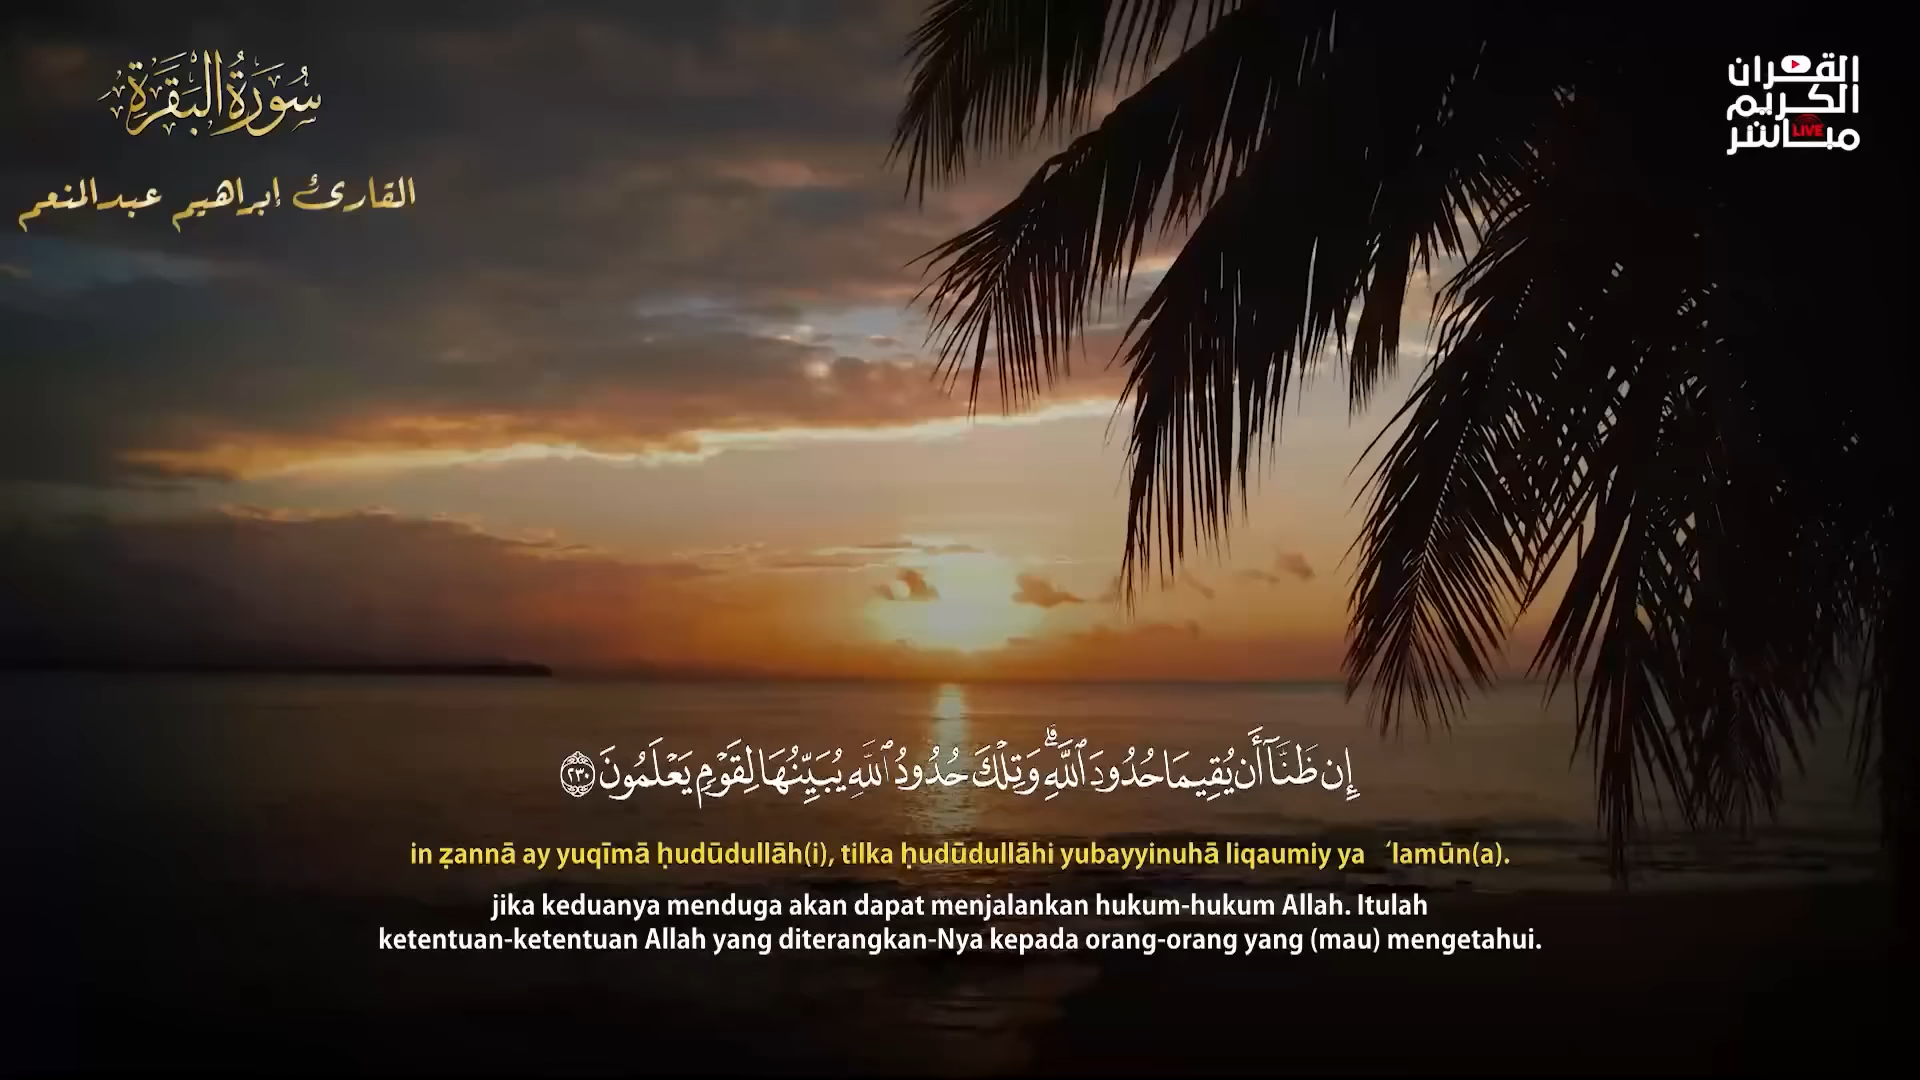 سُورَةُ البَقَرَةِ
القارئ إبراهيم عبدالمنعم
القرآن
الكريم
مباشر
LIVE
إِن ظَنَّآ أَن يُقِيمَا حُدُودَ ٱللَّهِۗ وَتِلْكَ حُدُودُ ٱللَّهِ يُبَيِّنُهَا لِقَوْمٍ يَعْلَمُونَ ٢٣٠
in ẓannā ay yuqīmā ḥudūdullāh(i), tilka ḥudūdullāhi yubayyinuhā liqaumiy ya ‘lamūn(a).
jika keduanya menduga akan dapat menjalankan hukum-hukum Allah. Itulah
ketentuan-ketentuan Allah yang diterangkan-Nya kepada orang-orang yang (mau) mengetahui.